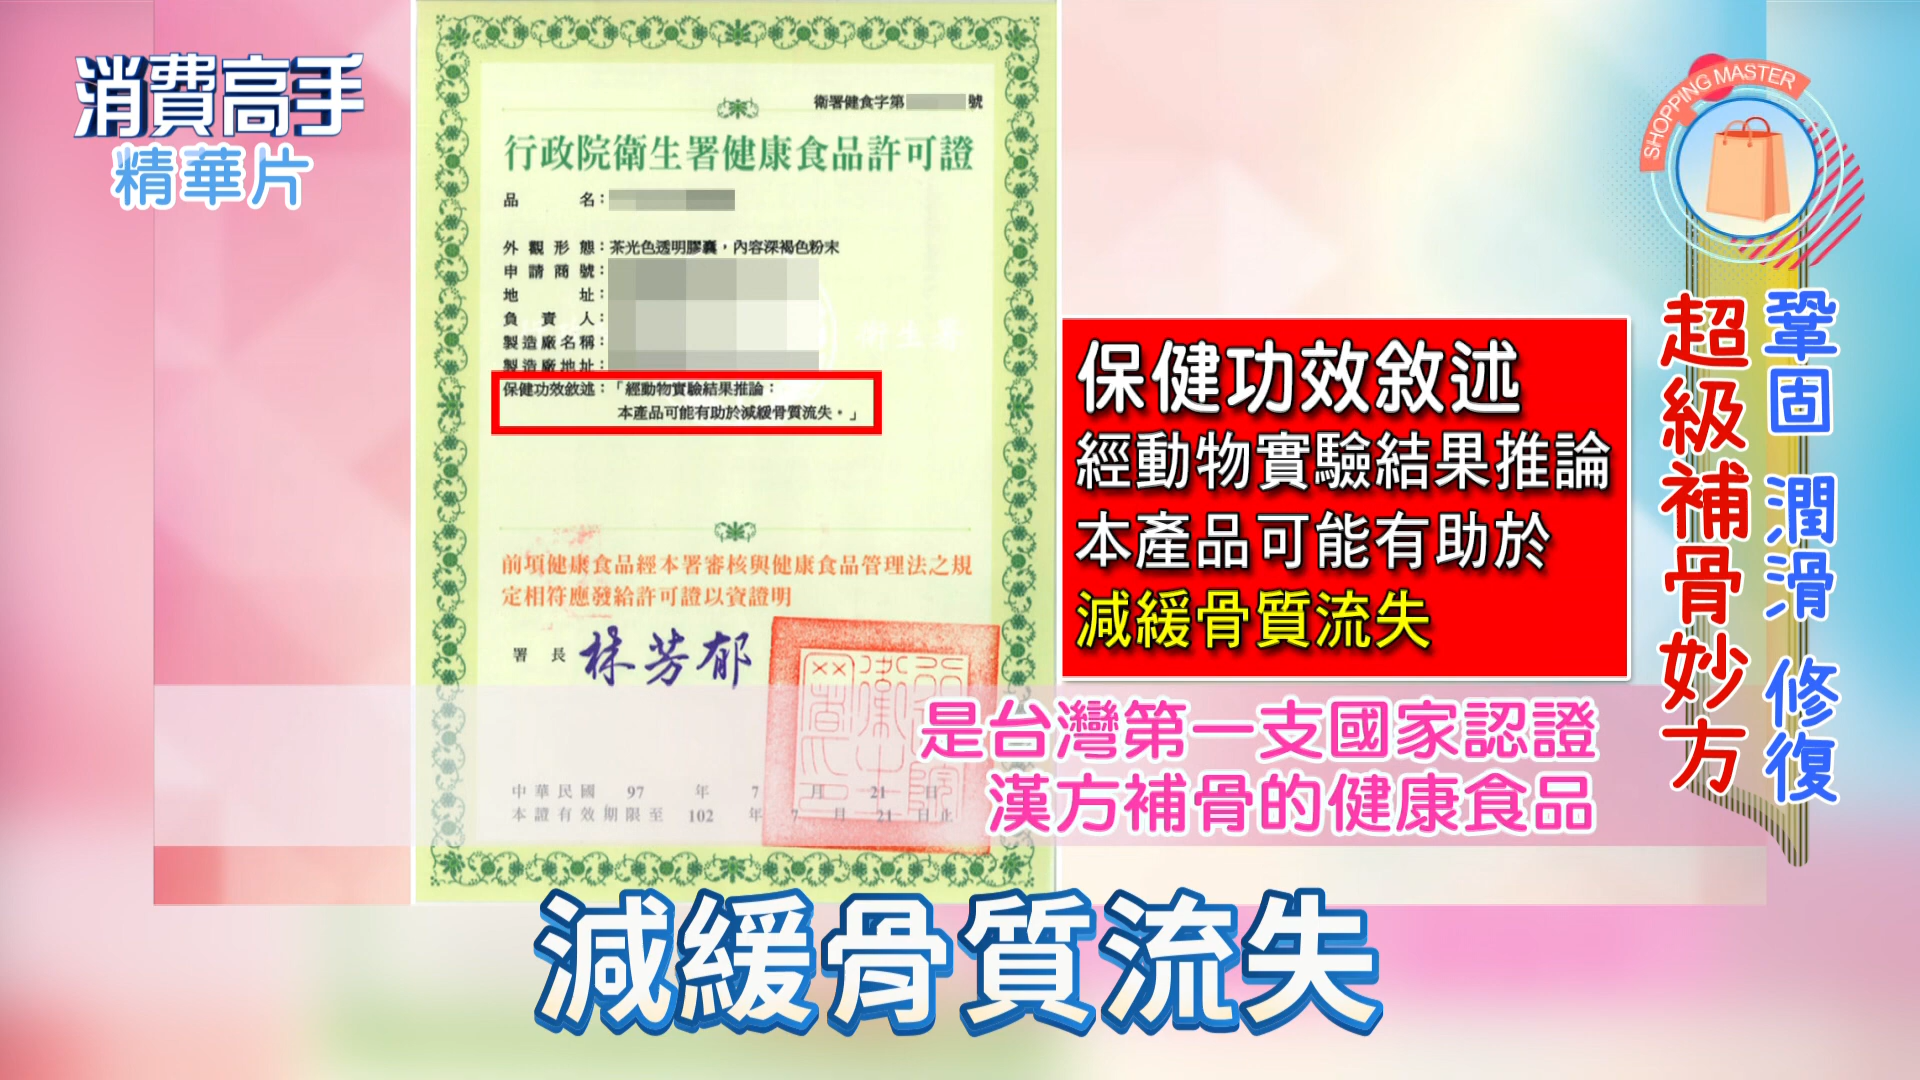 消費高手
精華片
衛署健食字第 號
行政院衛生署健康食品許可證
品名：
外觀形態：茶光色透明膠囊，內容深褐色粉末
申請商號：
地址：
負責人：
製造廠名稱：
製造廠地址：
保健功效敘述：「經動物實驗結果推論：
本產品可能有助於減緩骨質流失。」
前項健康食品經本署審核與健康食品管理法之規
定相符應發給許可證以資證明
署長 林芳郁
中華民國 97 年 7 月 21 日
本證有效期限至 102 年 7 月 21 日止
保健功效敘述
經動物實驗結果推論
本產品可能有助於
減緩骨質流失
SHOPPING MASTER
鞏固 潤滑 修復
超級補骨妙方
是台灣第一支國家認證
漢方補骨的健康食品
減緩骨質流失